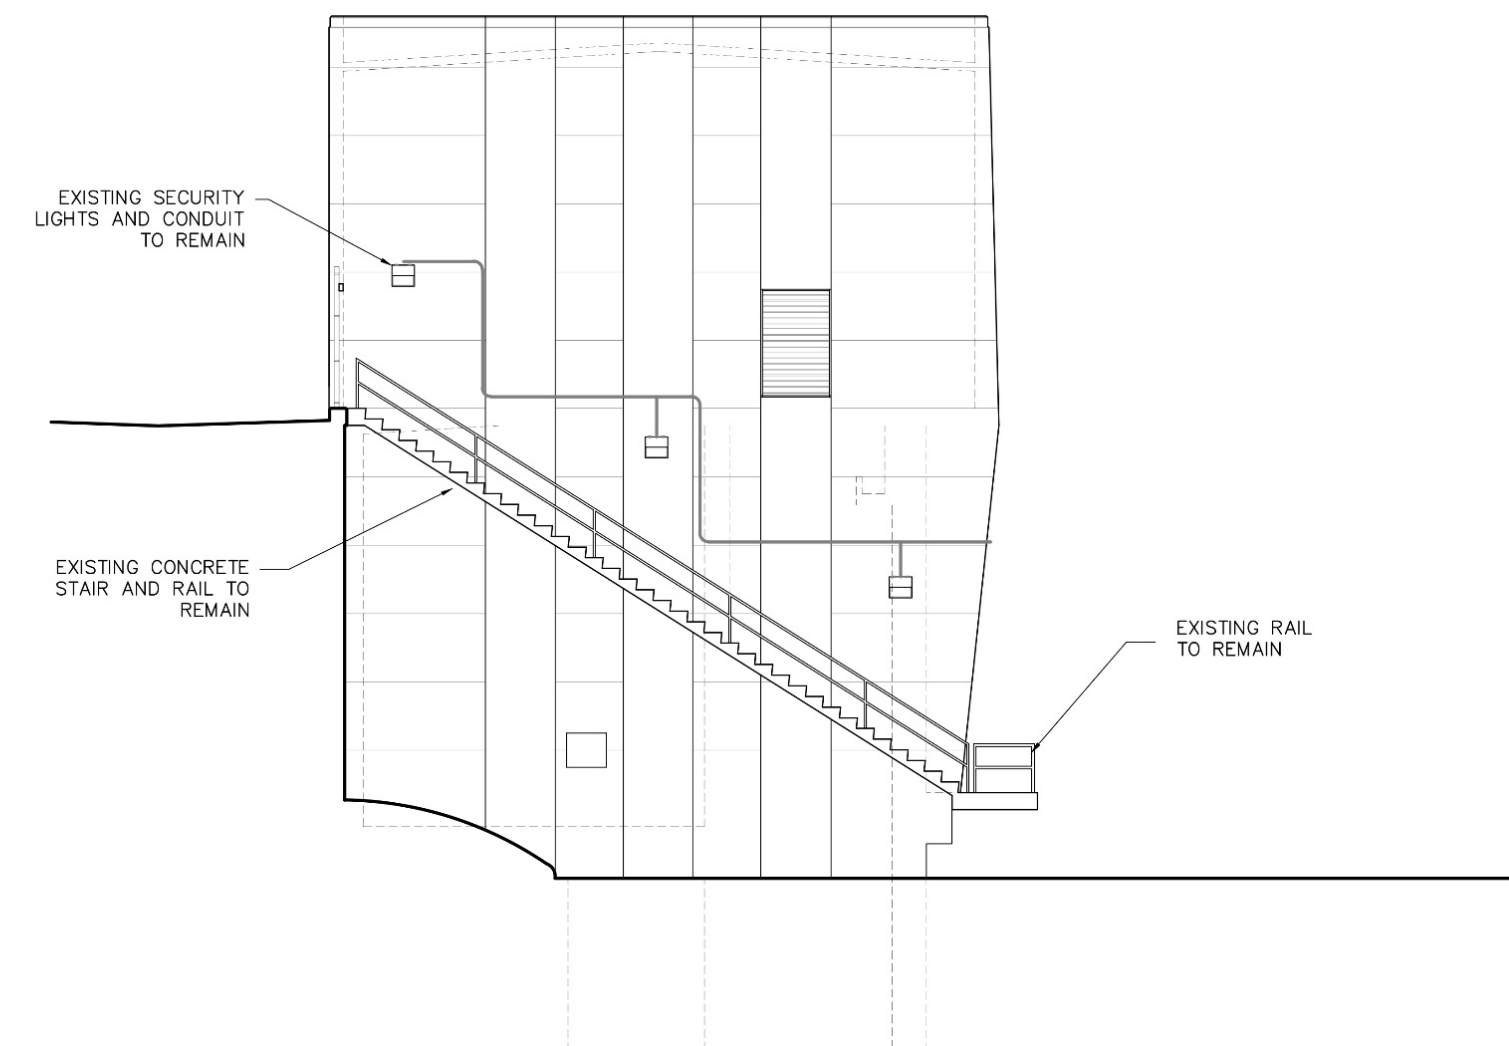 EXISTING SECURITY
LIGHTS AND CONDUIT
TO REMAIN
EXISTING CONCRETE
STAIR AND RAIL TO
REMAIN
EXISTING RAIL
TO REMAIN